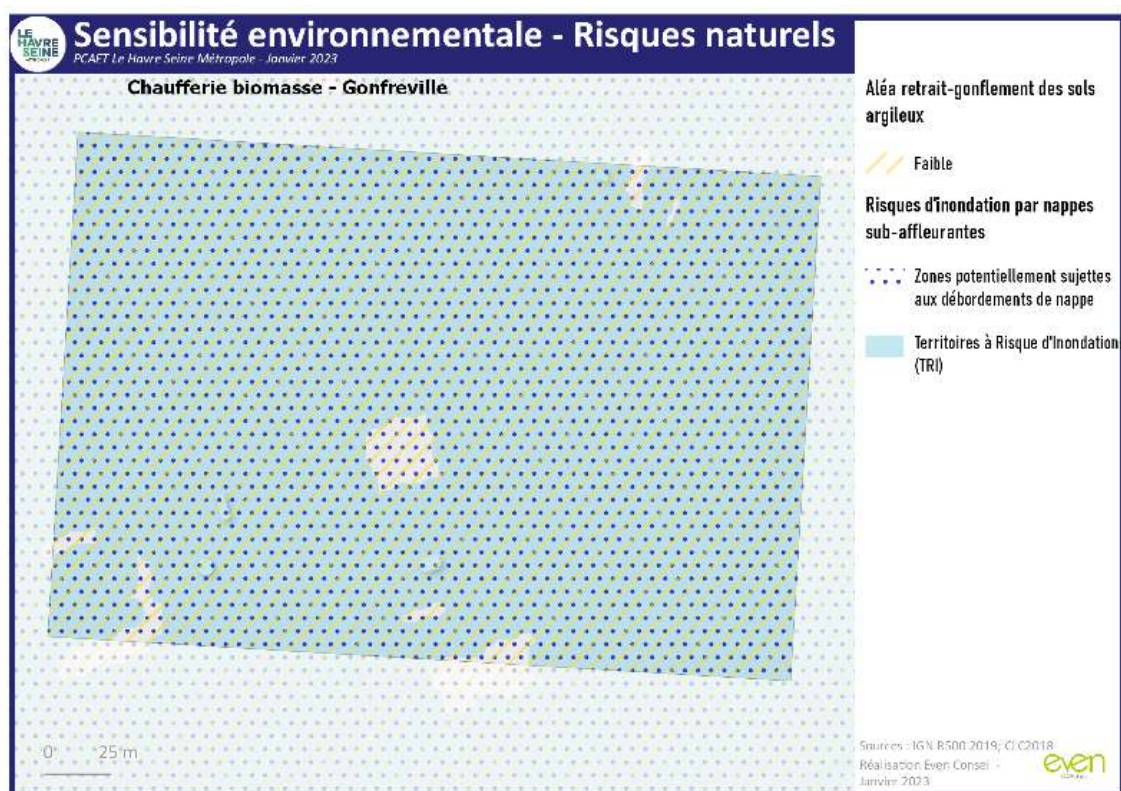 LE
HAVRE
SEINE
Sensibilité environnementale - Risques naturels
PCAET Le Havre Seine Métropole - Janvier 2023
Chaufferie biomasse - Gonfreville
Aléa retrait-gonflement des sols
argileux
Faible
Risques d'inondation par nappes
sub-affleurantes
Zones potentiellement sujettes
aux débordements de nappe
Territoires à Risque d'Inondation
(TRI)
0 25 m
Sources : IGN R500 2019; CLC2018
Réalisation Even Conseil -
Janvier 2023
even